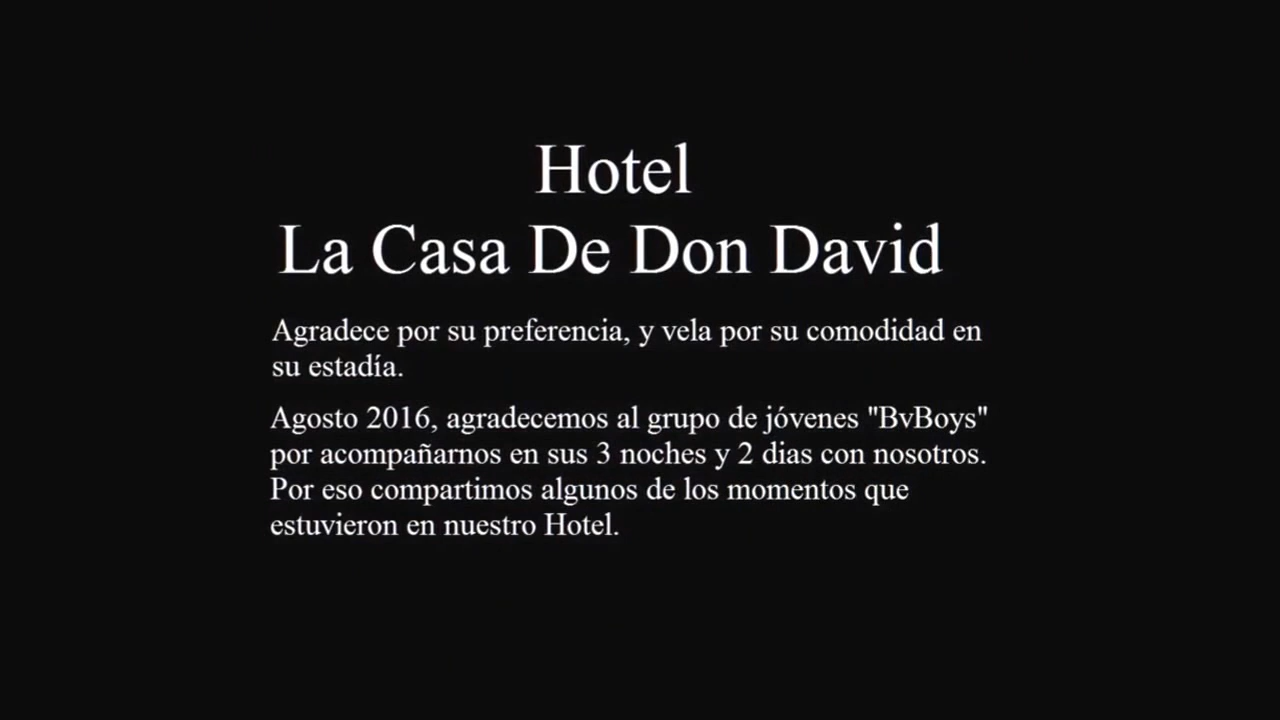 Hotel
La Casa De Don David
Agradece por su preferencia, y vela por su comodidad en
su estadía.
Agosto 2016, agradecemos al grupo de jóvenes "BvBoys"
por acompañarnos en sus 3 noches y 2 dias con nosotros.
Por eso compartimos algunos de los momentos que
estuvieron en nuestro Hotel.